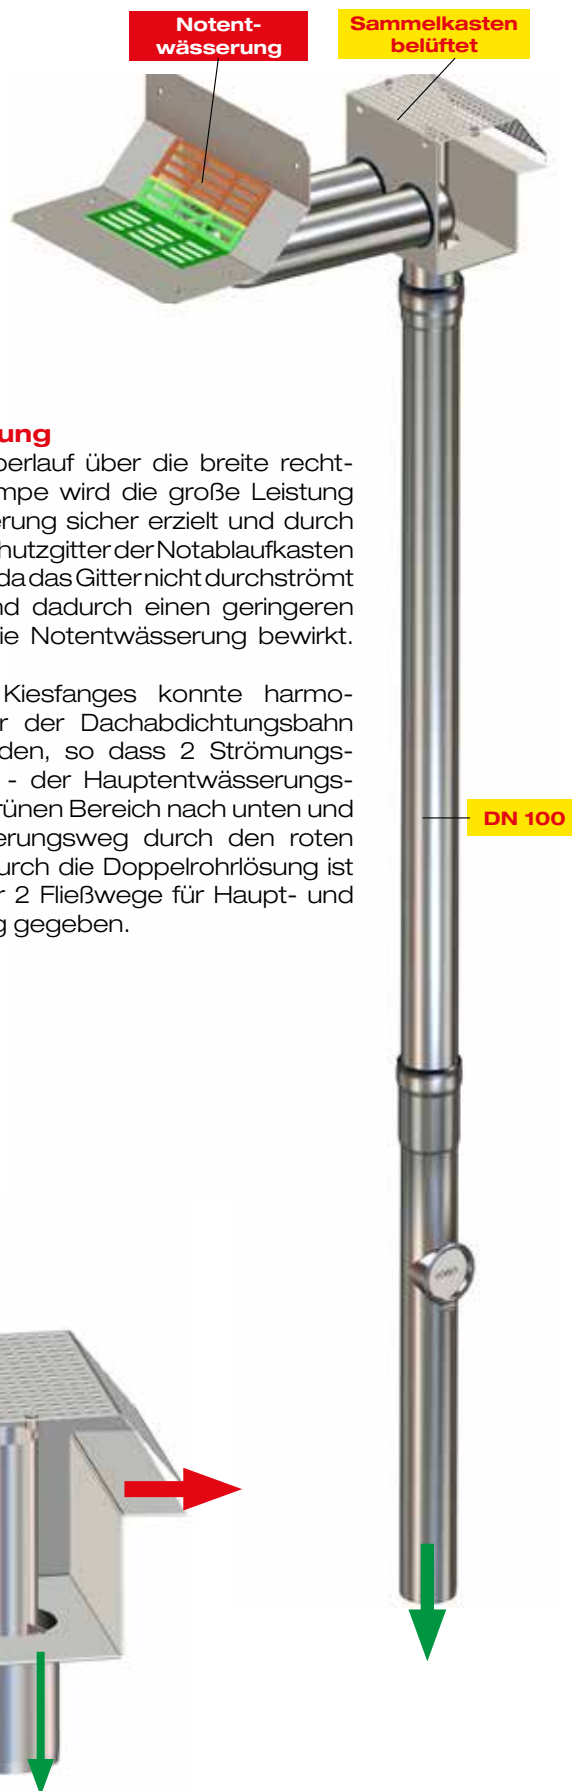 Notent-
wässerung
Sammelkasten
belüftet
ung
berlauf über die breite recht-
mpe wird die große Leistung
erung sicher erzielt und durch
hutzgitter der Notablaufkasten
da das Gitter nicht durchströmt
nd dadurch einen geringeren
ie Notentwässerung bewirkt.
Kiesfanges konnte harmo-
r der Dachabdichtungsbahn
den, so dass 2 Strömungs-
- der Hauptentwässerungs-
rünen Bereich nach unten und
erungsweg durch den roten
urch die Doppelrohrlösung ist
r 2 Fließwege für Haupt- und
g gegeben.
DN 100